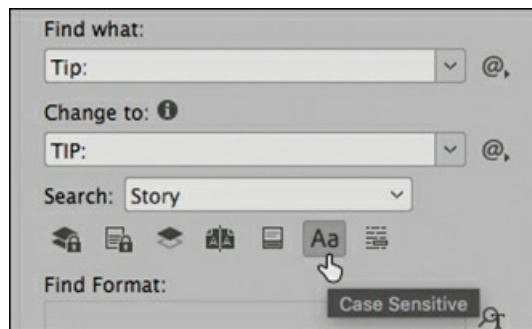 Find what:
Tip:
@
Change to:
TIP:
@
Search: Story
Aa
Case Sensitive
Find Format: